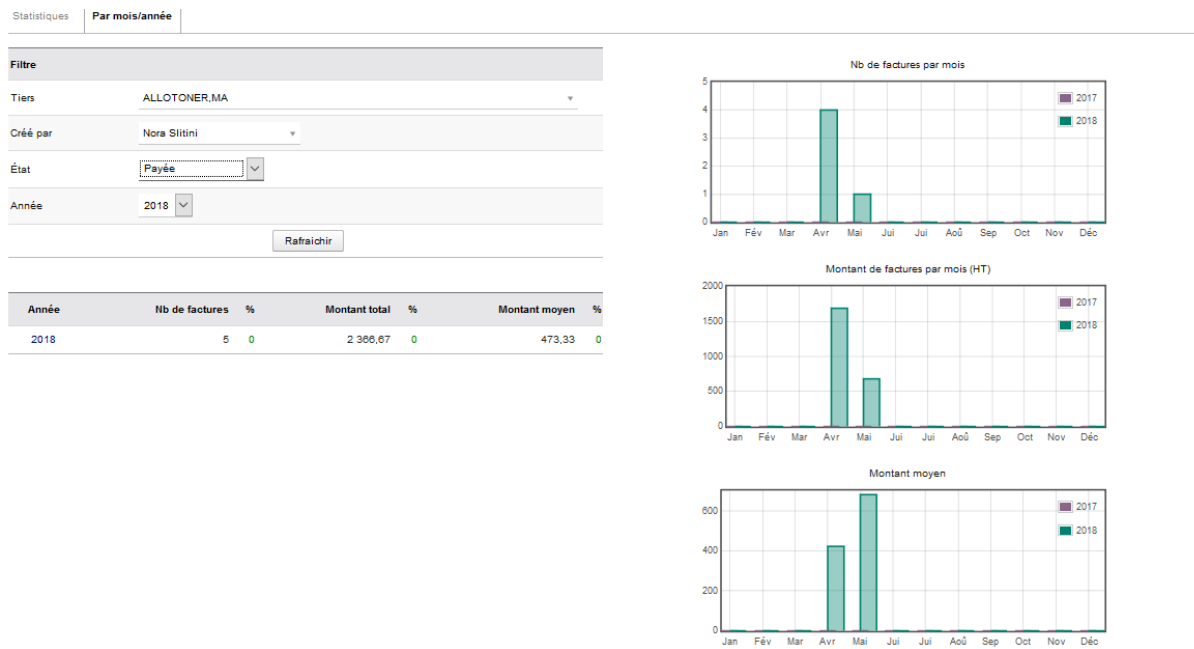 Statistiques Par mois/année
Filtre
Tiers ALLOTONER,MA
Créé par Nora Slitini
État Payée
Année 2018
Rafraichir
Année Nb de factures % Montant total % Montant moyen %
2018 5 0 2 366,67 0 473,33 0
Nb de factures par mois
5
4
3
2
1
0
2017
2018
Jan Fév Mar Avr Mai Jui Jui Aoû Sep Oct Nov Déc
Montant de factures par mois (HT)
2000
1500
1000
500
0
2017
2018
Jan Fév Mar Avr Mai Jui Jui Aoû Sep Oct Nov Déc
Montant moyen
600
400
200
0
2017
2018
Jan Fév Mar Avr Mai Jui Jui Aoû Sep Oct Nov Déc